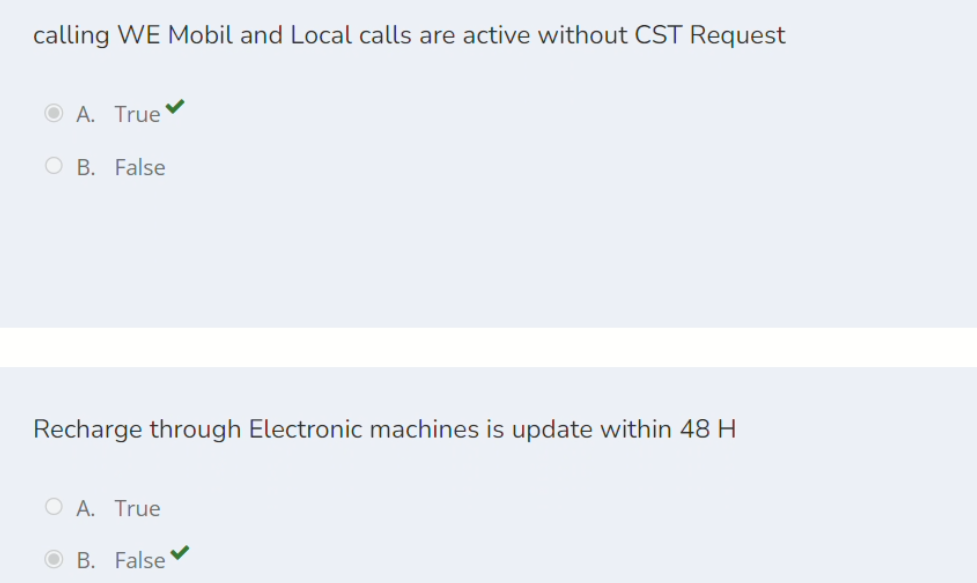 calling WE Mobil and Local calls are active without CST Request
A. True
B. False
Recharge through Electronic machines is update within 48 H
A. True
B. False